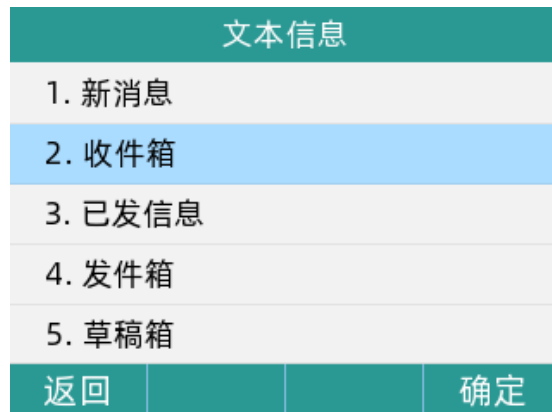 文本信息
1. 新消息
2. 收件箱
3. 已发信息
4. 发件箱
5. 草稿箱
返回 确定